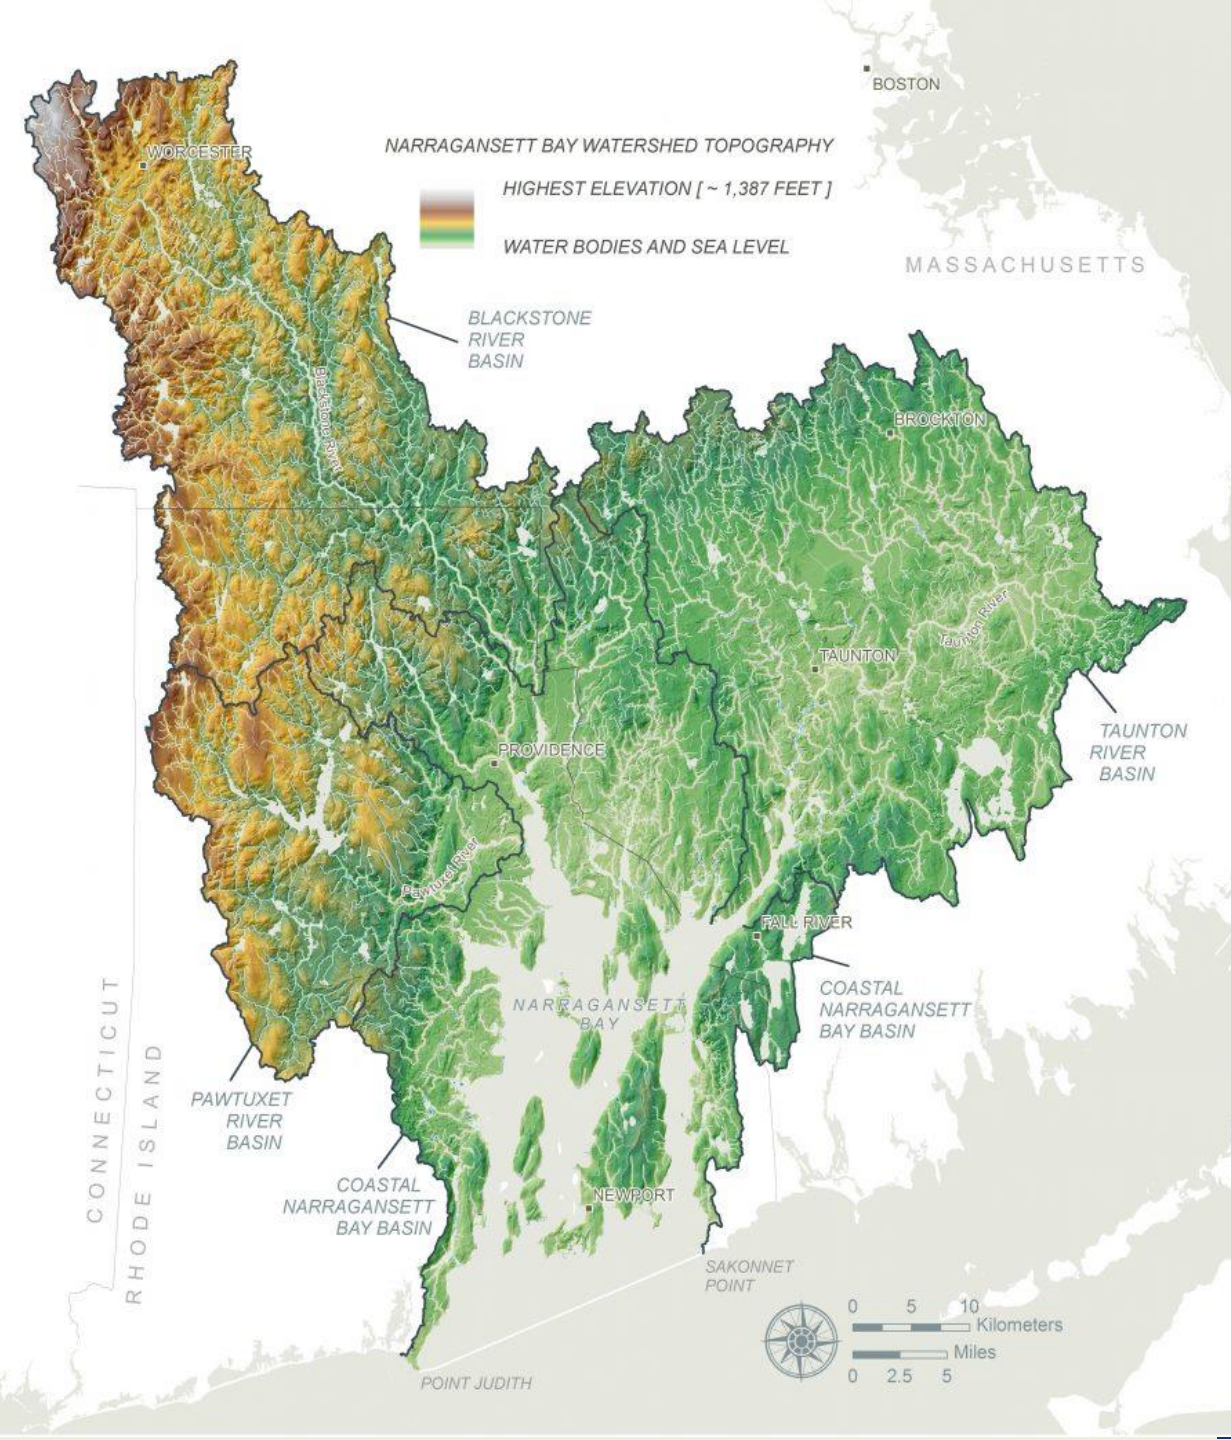 BOSTON
WORCESTER
NARRAGANSETT BAY WATERSHED TOPOGRAPHY
HIGHEST ELEVATION [ ~ 1,387 FEET ]
WATER BODIES AND SEA LEVEL
MASSACHUSETTS
BLACKSTONE
RIVER
BASIN
Blackstone River
BROCKTON
Taunton River
TAUNTON
TAUNTON
RIVER
BASIN
PROVIDENCE
Pawtuxet River
FALL RIVER
COASTAL
NARRAGANSETT
BAY BASIN
NARRAGANSETT
BAY
CONNECTICUT
RHODE ISLAND
PAWTUXET
RIVER
BASIN
COASTAL
NARRAGANSETT
BAY BASIN
NEWPORT
SAKONNET
POINT
POINT JUDITH
0 5 10
Kilometers
Miles
0 2.5 5